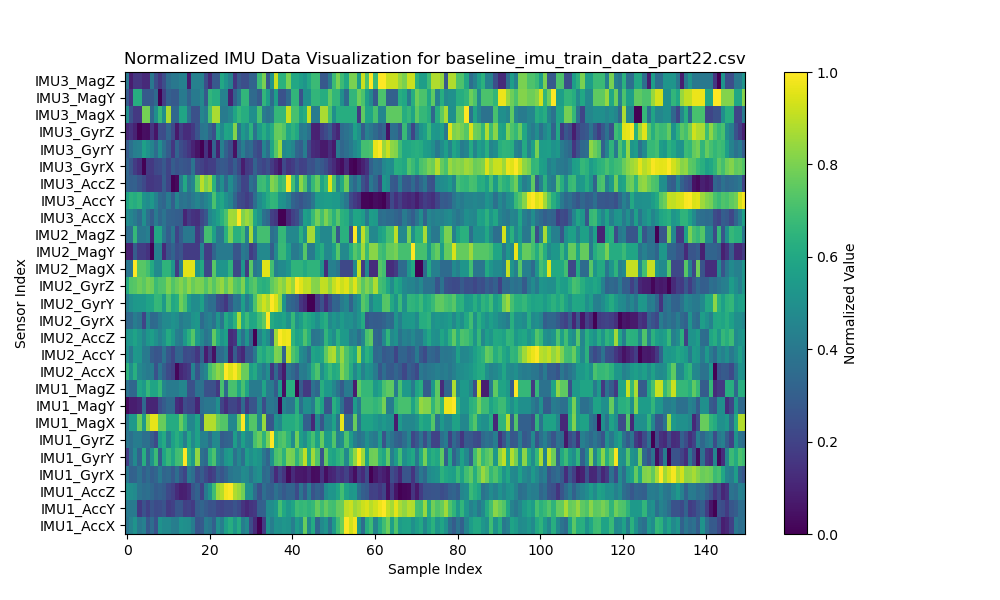 Normalized IMU Data Visualization for baseline_imu_train_data_part22.csv
IMU3_MagZ
IMU3_MagY
IMU3_MagX
IMU3_GyrZ
IMU3_GyrY
IMU3_GyrX
IMU3_AccZ
IMU3_AccY
IMU3_AccX
IMU2_MagZ
IMU2_MagY
IMU2_MagX
IMU2_GyrZ
IMU2_GyrY
IMU2_GyrX
IMU2_AccZ
IMU2_AccY
IMU2_AccX
IMU1_MagZ
IMU1_MagY
IMU1_MagX
IMU1_GyrZ
IMU1_GyrY
IMU1_GyrX
IMU1_AccZ
IMU1_AccY
IMU1_AccX
Sensor Index
0 20 40 60 80 100 120 140
Sample Index
1.0
0.8
0.6
0.4
0.2
0.0
Normalized Value